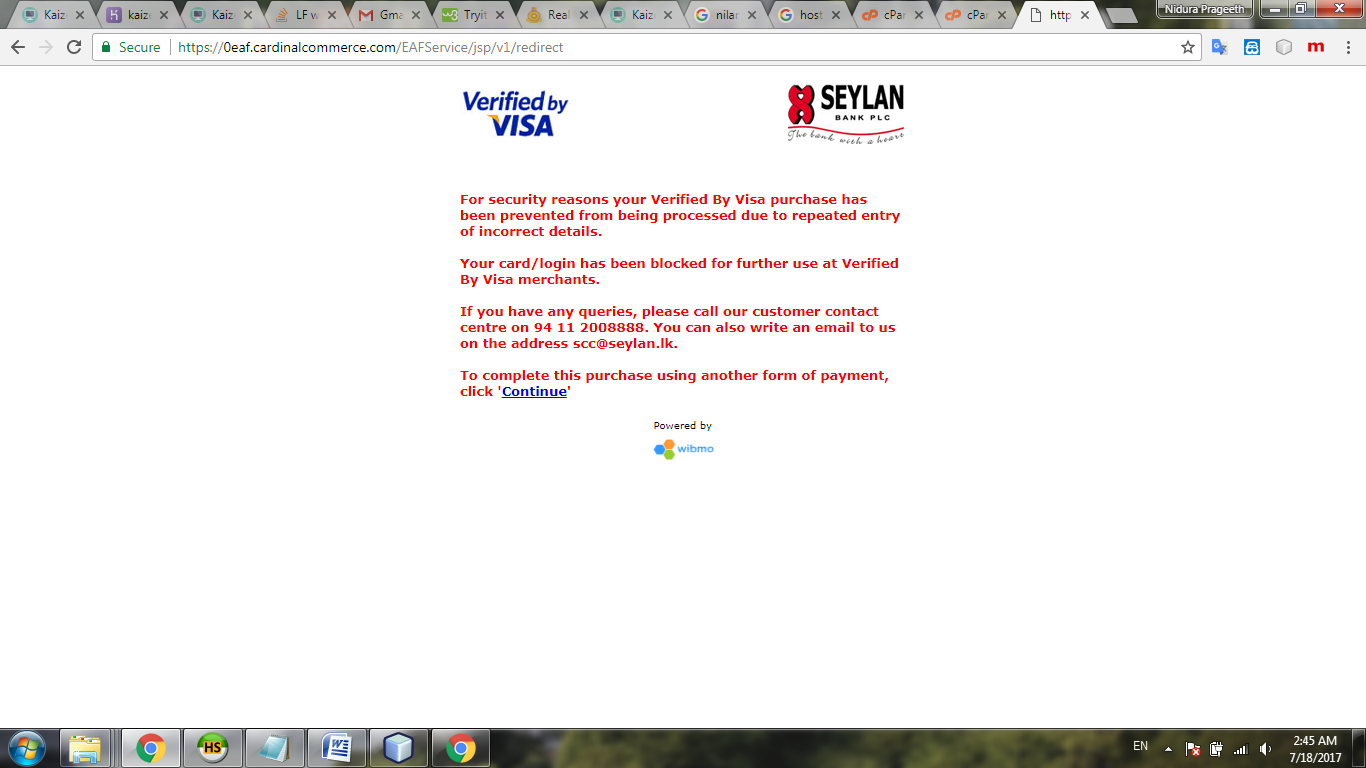 Kaiz
kaiz
Kaiz
LF w
Gma
Tryit
Real
Kaiz
nilar
host
cPar
cPar
http
Nidura Prageeth
Secure
https://0eaf.cardinalcommerce.com/EAFService/jsp/v1/redirect
Verified by
VISA
SEYLAN
BANK PLC
The bank with a heart
For security reasons your Verified By Visa purchase has
been prevented from being processed due to repeated entry
of incorrect details.
Your card/login has been blocked for further use at Verified
By Visa merchants.
If you have any queries, please call our customer contact
centre on 94 11 2008888. You can also write an email to us
on the address scc@seylan.lk.
To complete this purchase using another form of payment,
click 'Continue'
Powered by
wibmo
EN
2:45 AM
7/18/2017